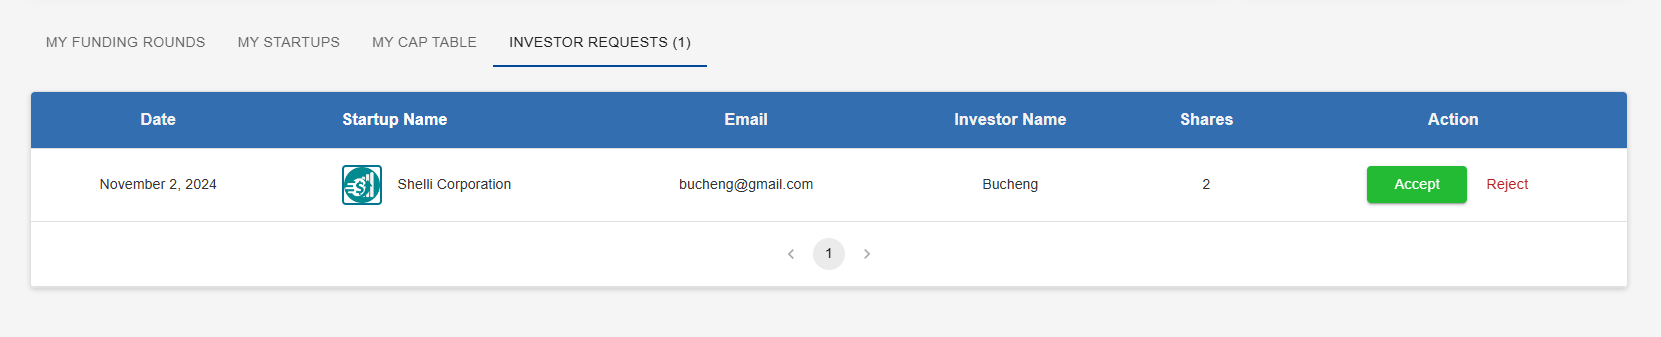 MY FUNDING ROUNDS MY STARTUPS MY CAP TABLE INVESTOR REQUESTS (1)
Date Startup Name Email Investor Name Shares Action
November 2, 2024 Shelli Corporation bucheng@gmail.com Bucheng 2 Accept Reject
1